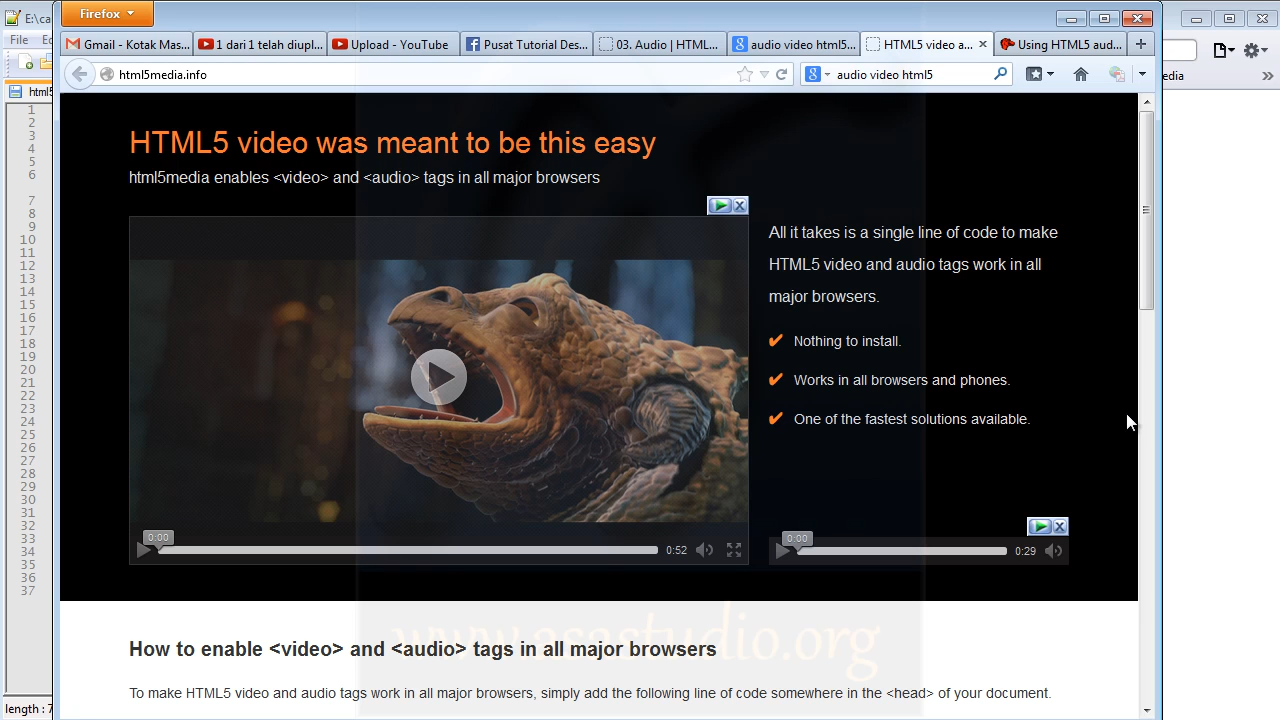 E:\ca
Firefox
File Ec
Gmail - Kotak Mas...
1 dari 1 telah diupl...
Upload - YouTube
Pusat Tutorial Des...
03. Audio | HTML...
audio video html5...
HTML5 video a...
Using HTML5 aud...
html5media.info
audio video html5
edia
html5
1
2
3
4
5
6
7
8
9
10
11
12
13
14
15
16
17
18
19
20
21
22
23
24
25
26
27
28
29
30
31
32
33
34
35
36
37
HTML5 video was meant to be this easy
html5media enables <video> and <audio> tags in all major browsers
All it takes is a single line of code to make
HTML5 video and audio tags work in all
major browsers.
✔ Nothing to install.
✔ Works in all browsers and phones.
✔ One of the fastest solutions available.
0:00
0:52
0:00
0:29
www.asastudio.org
How to enable <video> and <audio> tags in all major browsers
To make HTML5 video and audio tags work in all major browsers, simply add the following line of code somewhere in the <head> of your document.
length : 7